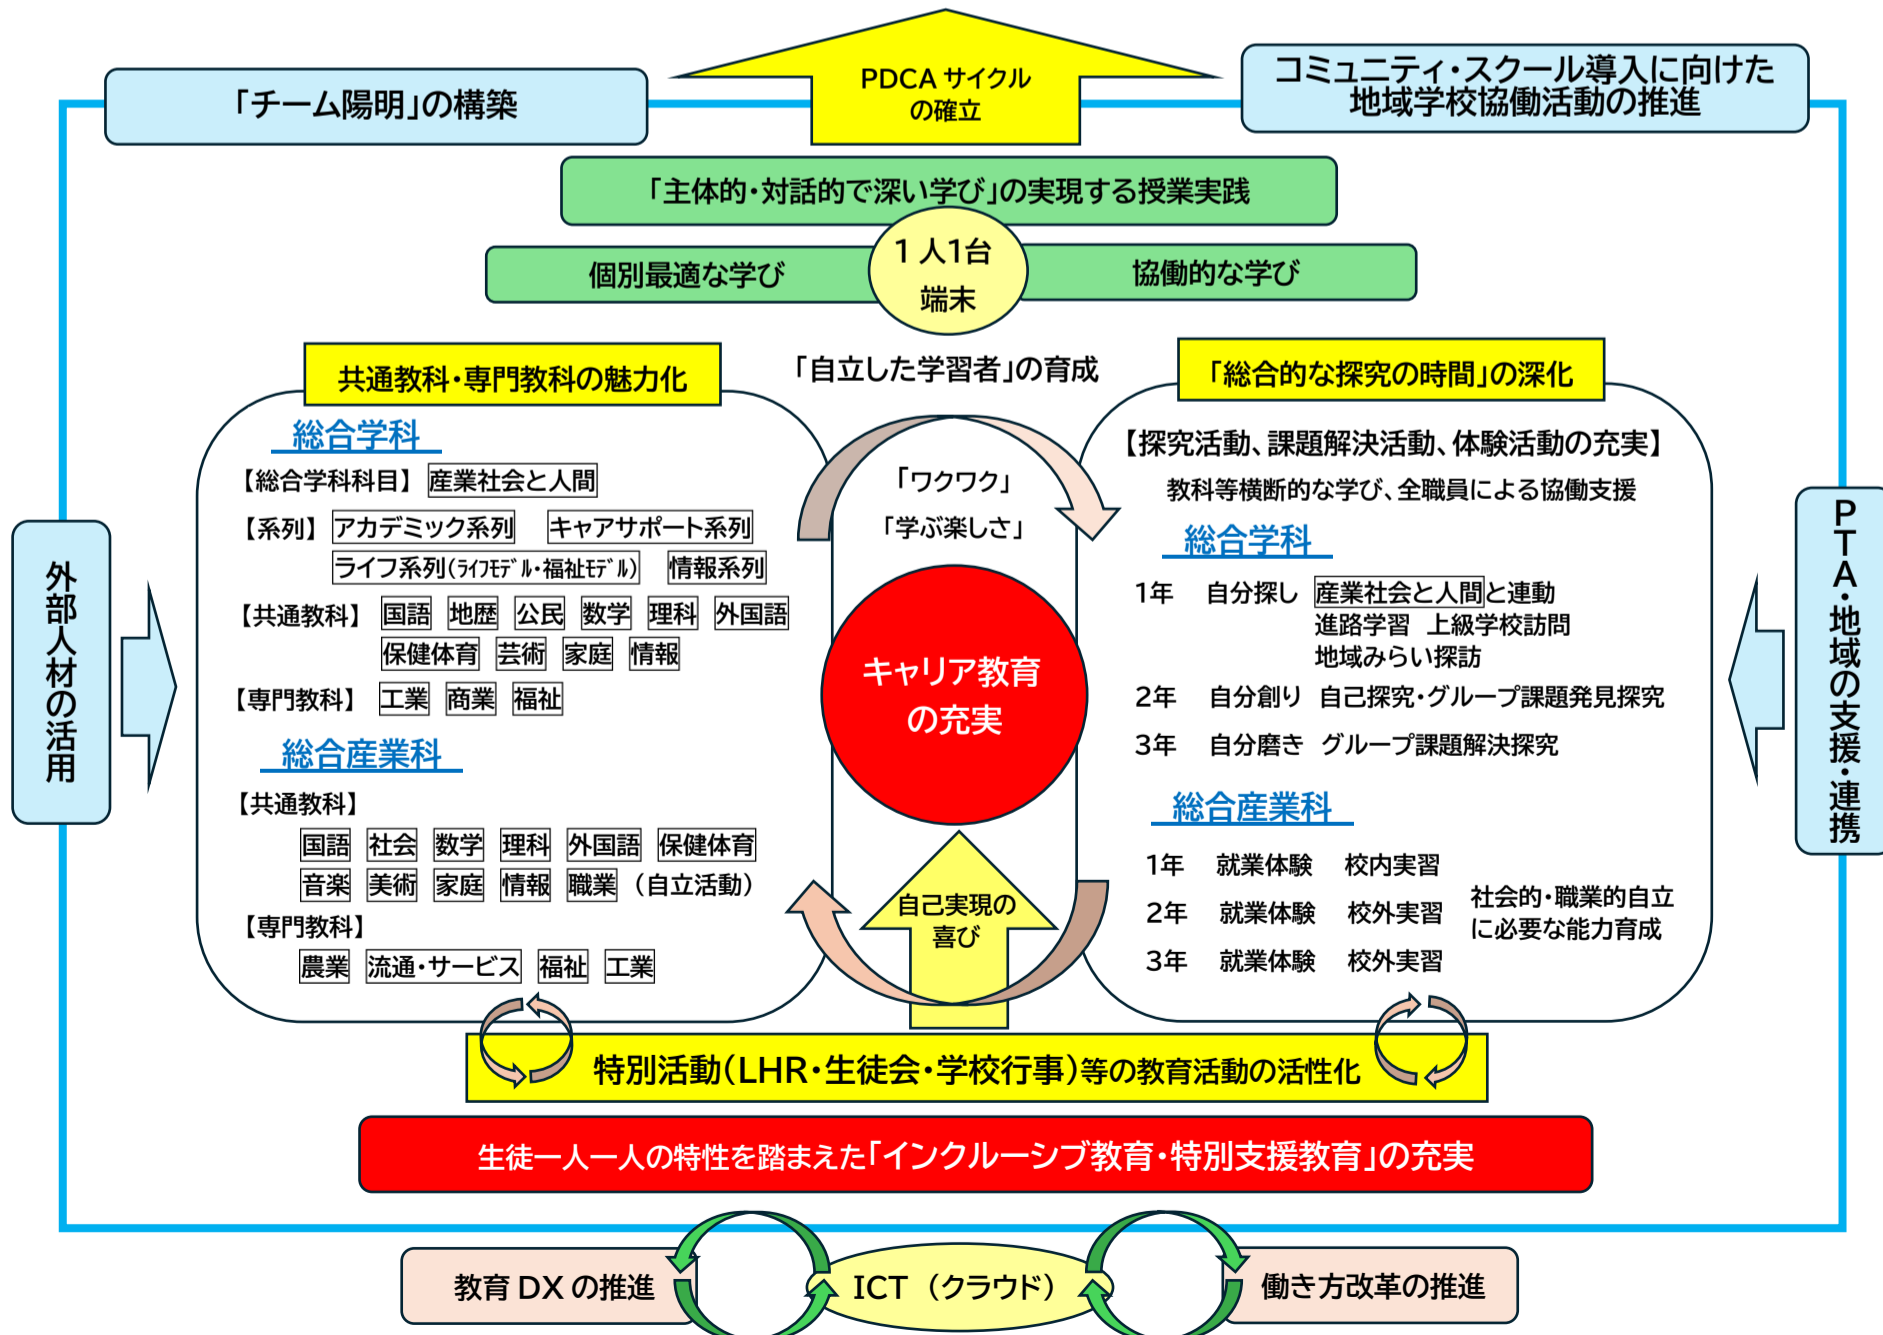 「チーム陽明」の構築
PDCA サイクル
の確立
コミュニティ・スクール導入に向けた
地域学校協働活動の推進
「主体的・対話的で深い学び」の実現する授業実践
個別最適な学び
1人1台
端末
協働的な学び
「自立した学習者」の育成
外部人材の活用
共通教科・専門教科の魅力化
総合学科
【総合学科科目】 産業社会と人間
【系列】 アカデミック系列 キャアサポート系列
ライフ系列(ﾗｲﾌﾓﾃﾞﾙ・福祉ﾓﾃﾞﾙ) 情報系列
【共通教科】 国語 地歴 公民 数学 理科 外国語
保健体育 芸術 家庭 情報
【専門教科】 工業 商業 福祉
総合産業科
【共通教科】
国語 社会 数学 理科 外国語 保健体育
音楽 美術 家庭 情報 職業 (自立活動)
【専門教科】
農業 流通・サービス 福祉 工業
「ワクワク」
「学ぶ楽しさ」
キャリア教育
の充実
自己実現の
喜び
「総合的な探究の時間」の深化
【探究活動、課題解決活動、体験活動の充実】
教科等横断的な学び、全職員による協働支援
総合学科
1年 自分探し 産業社会と人間と連動
進路学習 上級学校訪問
地域みらい探訪
2年 自分創り 自己探究・グループ課題発見探究
3年 自分磨き グループ課題解決探究
総合産業科
1年 就業体験 校内実習
2年 就業体験 校外実習
3年 就業体験 校外実習
社会的・職業的自立
に必要な能力育成
PTA・地域の支援・連携
特別活動(LHR・生徒会・学校行事)等の教育活動の活性化
生徒一人一人の特性を踏まえた「インクルーシブ教育・特別支援教育」の充実
教育 DX の推進
ICT (クラウド)
働き方改革の推進